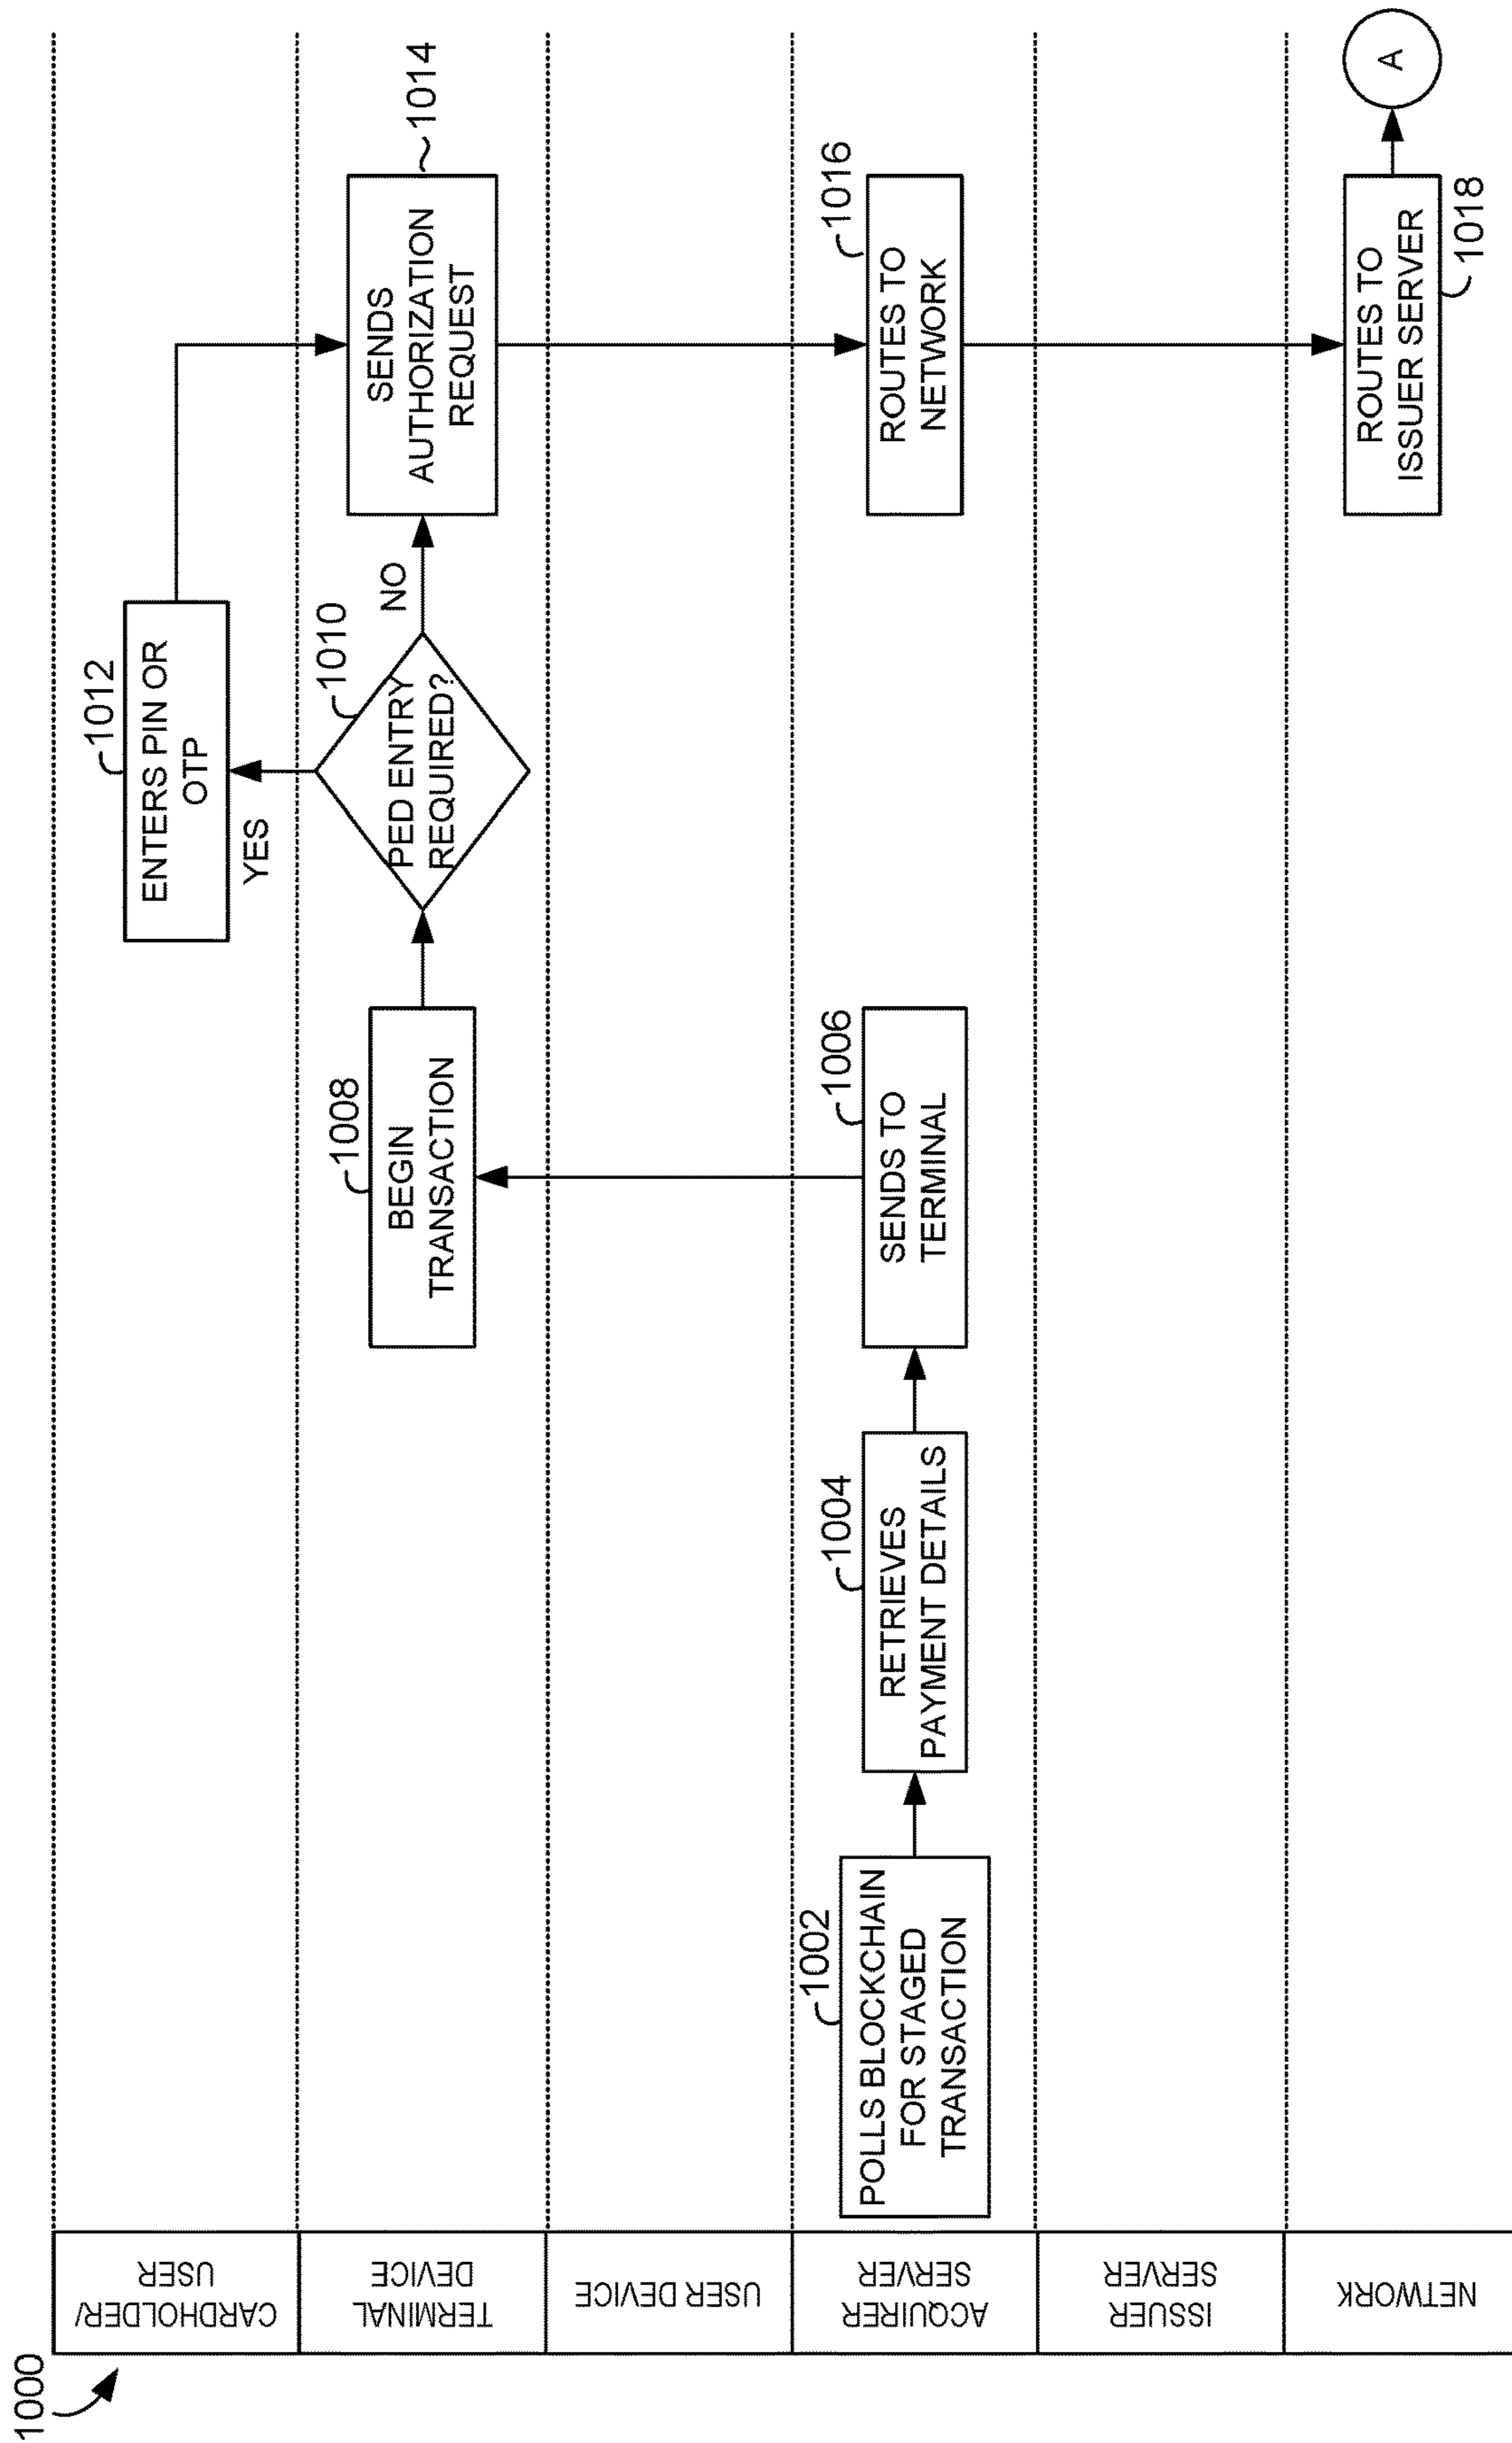 1000
CARDHOLDER/
USER
TERMINAL
DEVICE
USER DEVICE
ACQUIRER
SERVER
ISSUER
SERVER
NETWORK
1002
POLLS BLOCKCHAIN
FOR STAGED
TRANSACTION
1004
RETRIEVES
PAYMENT DETAILS
1006
SENDS TO
TERMINAL
1008
BEGIN
TRANSACTION
1010
PED ENTRY
REQUIRED?
YES
NO
1012
ENTERS PIN OR
OTP
1014
SENDS
AUTHORIZATION
REQUEST
1016
ROUTES TO
NETWORK
1018
ROUTES TO
ISSUER SERVER
A